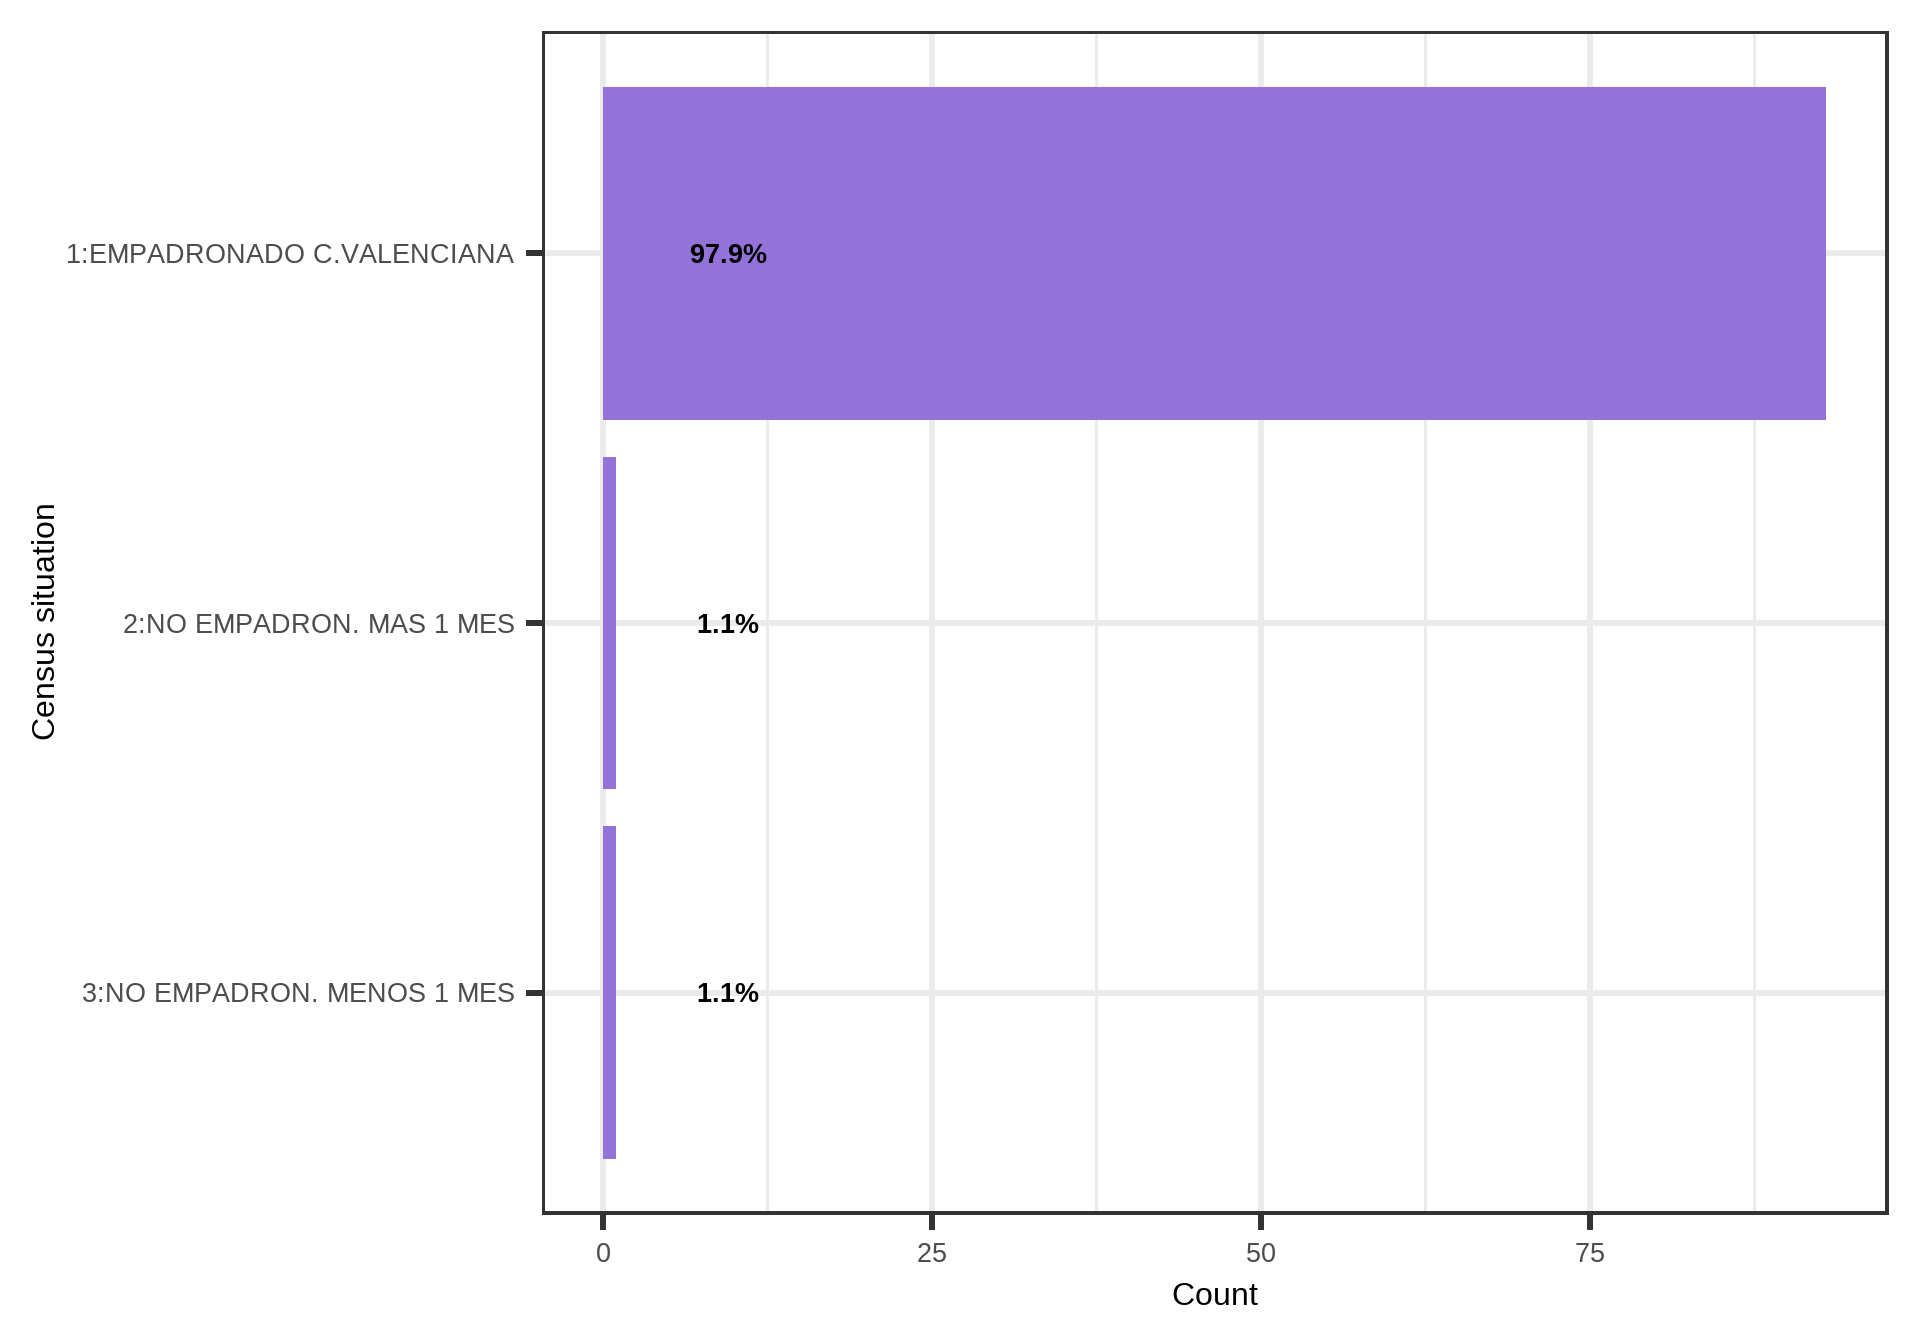 1:EMPADRONADO C.VALENCIANA
97.9%
2:NO EMPADRON. MAS 1 MES
1.1%
3:NO EMPADRON. MENOS 1 MES
1.1%
Census situation
0 25 50 75
Count